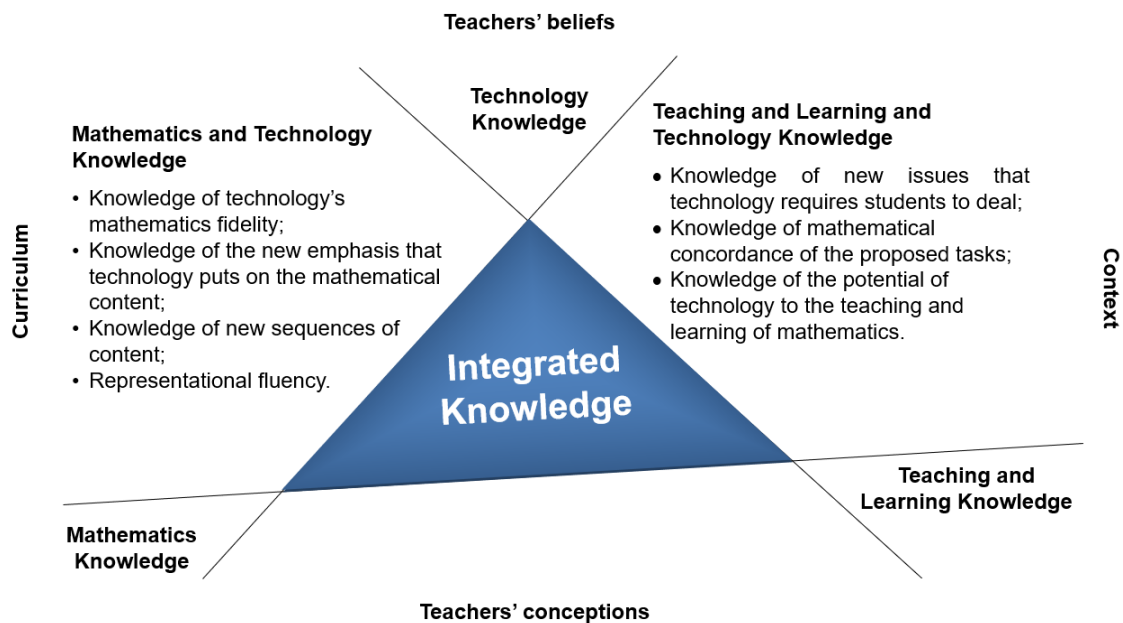 Teachers’ beliefs
Technology
Knowledge
Mathematics and Technology
Knowledge
• Knowledge of technology’s
mathematics fidelity;
• Knowledge of the new emphasis that
technology puts on the mathematical
content;
• Knowledge of new sequences of
content;
• Representational fluency.
Teaching and Learning and
Technology Knowledge
• Knowledge of new issues that
technology requires students to deal;
• Knowledge of mathematical
concordance of the proposed tasks;
• Knowledge of the potential of
technology to the teaching and
learning of mathematics.
Curriculum
Context
Integrated
Knowledge
Mathematics
Knowledge
Teaching and
Learning Knowledge
Teachers’ conceptions